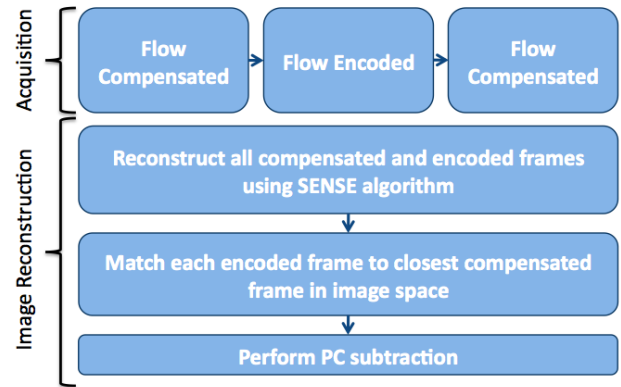 Acquisition
Flow
Compensated
Flow Encoded
Flow
Compensated
Image Reconstruction
Reconstruct all compensated and encoded frames
using SENSE algorithm
Match each encoded frame to closest compensated
frame in image space
Perform PC subtraction